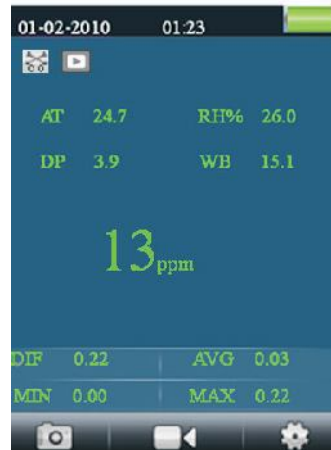 01-02-2010 01:23
AT 24.7 RH% 26.0
DP 3.9 WB 15.1
13ppm
DIF 0.22 AVG 0.03
MIN 0.00 MAX 0.22